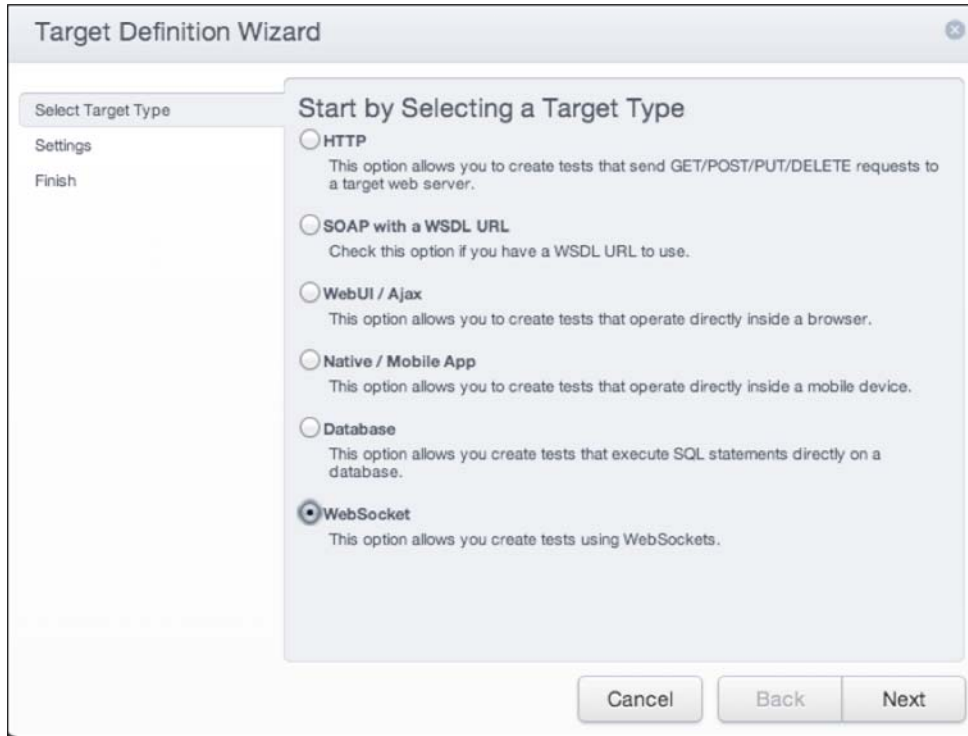 Target Definition Wizard
Select Target Type
Settings
Finish
Start by Selecting a Target Type
HTTP
This option allows you to create tests that send GET/POST/PUT/DELETE requests to
a target web server.
SOAP with a WSDL URL
Check this option if you have a WSDL URL to use.
WebUI / Ajax
This option allows you to create tests that operate directly inside a browser.
Native / Mobile App
This option allows you to create tests that operate directly inside a mobile device.
Database
This option allows you create tests that execute SQL statements directly on a
database.
WebSocket
This option allows you create tests using WebSockets.
Cancel
Back
Next